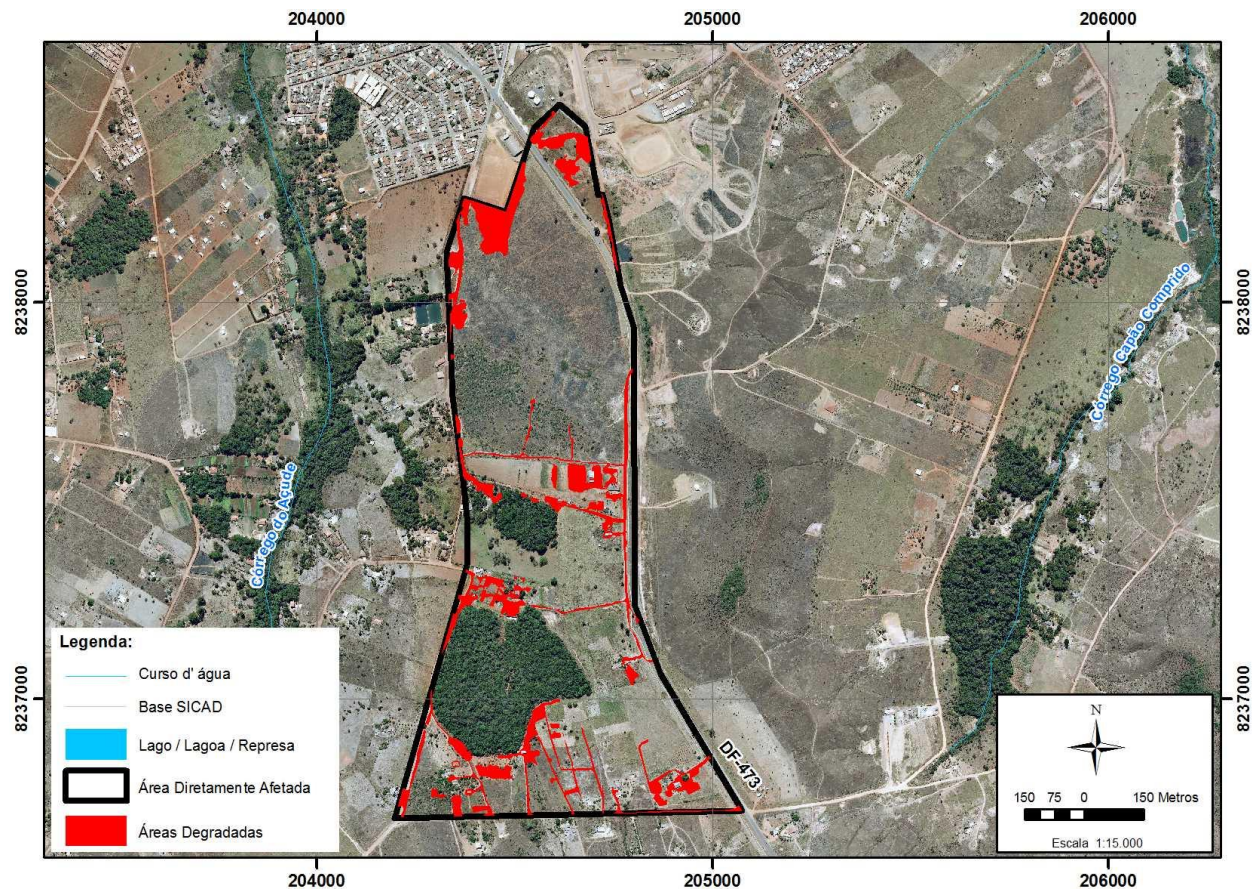 204000
205000
206000
8238000
8238000
Córrego Capão Comprido
Córrego do Açude
8237000
8237000
DF-473
Legenda:
Curso d' água
Base SICAD
Lago / Lagoa / Represa
Área Diretamente Afetada
Áreas Degradadas
N
150 75 0 150 Metros
Escala 1:15.000
204000
205000
206000